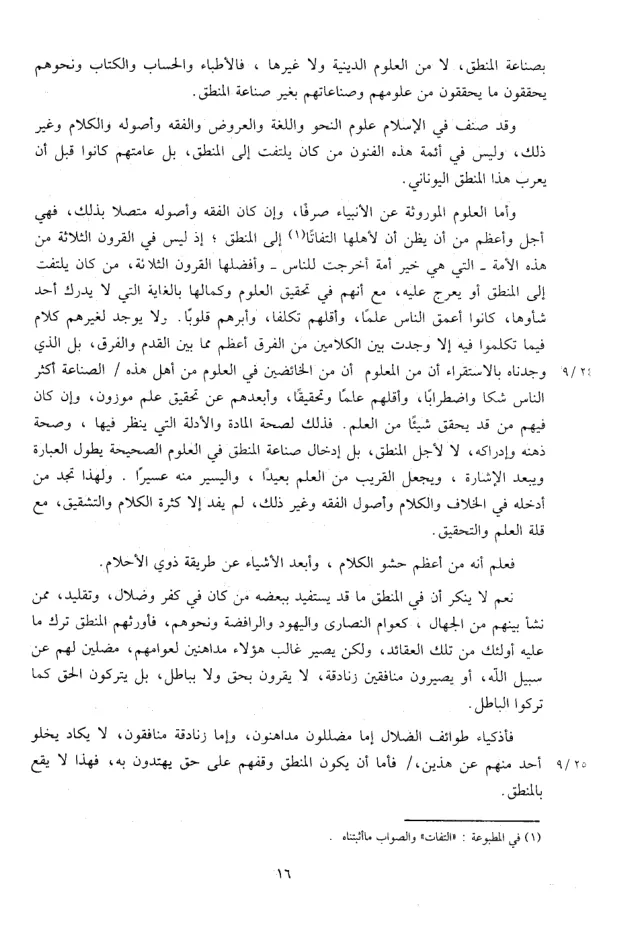 بصناعة المنطق، لا من العلوم الدينية ولا غيرها ، فالأطباء والحساب والكتاب ونحوهم
يحققون ما يحققون من علومهم وصناعاتهم بغير صناعة المنطق.
وقد صنف في الإسلام علوم النحو واللغة والعروض والفقه وأصوله والكلام وغير
ذلك، وليس في أئمة هذه الفنون من كان يلتفت إلى المنطق، بل عامتهم كانوا قبل أن
يعرب هذا المنطق اليوناني.
وأما العلوم الموروثة عن الأنبياء صرفًا، وإن كان الفقه وأصوله متصلا بذلك، فهي
أجل وأعظم من أن يظن أن لأهلها التفاتًا(١) إلى المنطق ؛ إذ ليس في القرون الثلاثة من
هذه الأمة ـ التي هي خير أمة أخرجت للناس ـ وأفضلها القرون الثلاثة، من كان يلتفت
إلى المنطق أو يعرج عليه، مع أنهم في تحقيق العلوم وكمالها بالغاية التي لا يدرك أحد
شأوها، كانوا أعمق الناس علمًا، وأقلهم تكلفا، وأبرهم قلوبًا. ولا يوجد لغيرهم كلام
فيما تكلموا فيه إلا وجدت بين الكلامين من الفرق أعظم مما بين القدم والفرق، بل الذي
٩/٢٤ وجدناه بالاستقراء أن من المعلوم أن من الخائضين في العلوم من أهل هذه / الصناعة أكثر
الناس شكا واضطرابًا، وأقلهم علمًا وتحقيقًا، وأبعدهم عن تحقيق علم موزون، وإن كان
فيهم من قد يحقق شيئًا من العلم. فذلك لصحة المادة والأدلة التي ينظر فيها ، وصحة
ذهنه وإدراكه، لا لأجل المنطق، بل إدخال صناعة المنطق في العلوم الصحيحة يطول العبارة
ويبعد الإشارة ، ويجعل القريب من العلم بعيدًا ، واليسير منه عسيرًا . ولهذا تجد من
أدخله في الخلاف والكلام وأصول الفقه وغير ذلك، لم يفد إلا كثرة الكلام والتشقيق، مع
قلة العلم والتحقيق.
فعلم أنه من أعظم حشو الكلام ، وأبعد الأشياء عن طريقة ذوي الأحلام.
نعم لا ينكر أن في المنطق ما قد يستفيد ببعضه من كان في كفر وضلال، وتقليد، ممن
نشأ بينهم من الجهال ، كعوام النصارى واليهود والرافضة ونحوهم، فأورثهم المنطق ترك ما
عليه أولئك من تلك العقائد، ولكن يصير غالب هؤلاء مداهنين لعوامهم، مضلين لهم عن
سبيل الله، أو يصيرون منافقين زنادقة، لا يقرون بحق ولا بباطل، بل يتركون الحق كما
تركوا الباطل.
فأذكياء طوائف الضلال إما مضللون مداهنون، وإما زنادقة منافقون، لا يكاد يخلو
٩/٢٥ أحد منهم عن هذين،/ فأما أن يكون المنطق وقفهم على حق يهتدون به، فهذا لا يقع
بالمنطق.
(١) في المطبوعة : «التفات» والصواب ماأثبتناه .
١٦